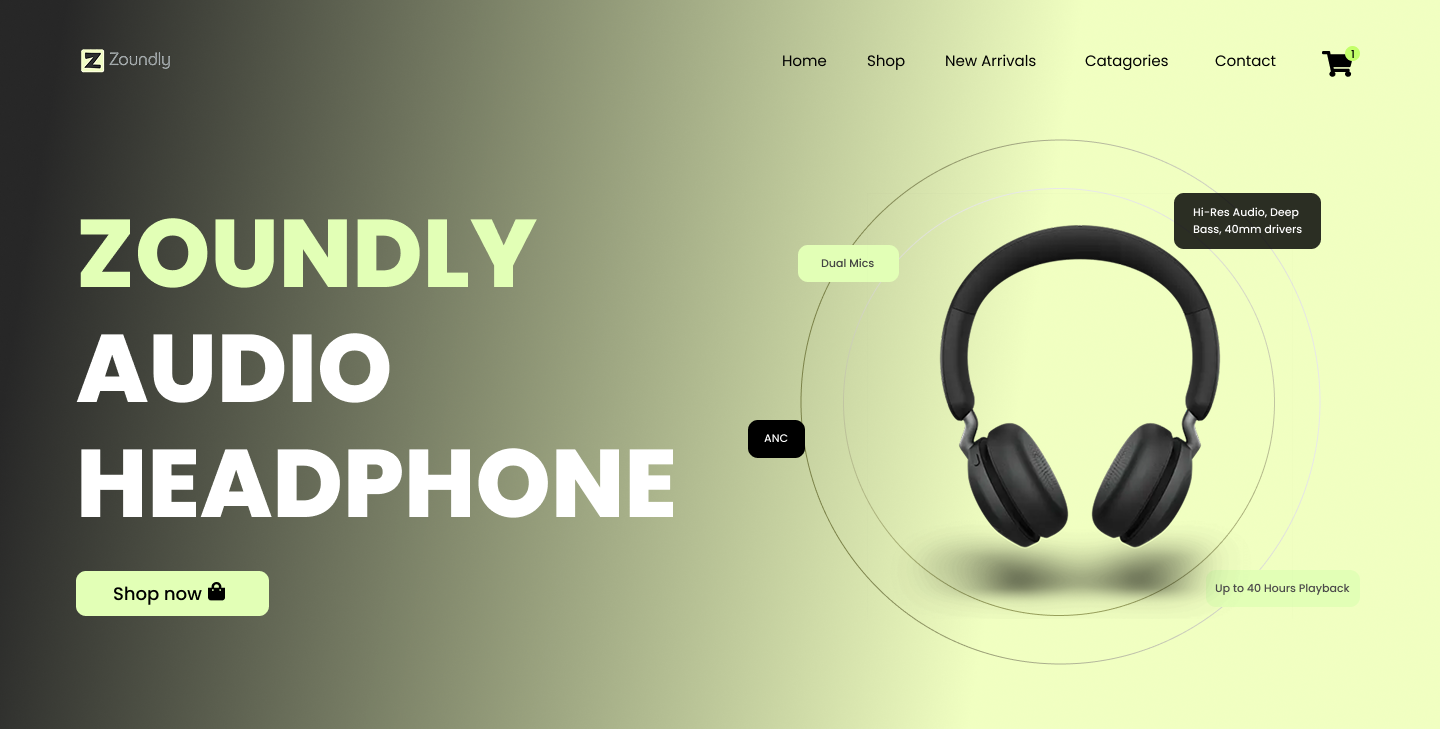 Z Zoundly
Home Shop New Arrivals Catagories Contact 1
ZOUNDLY
AUDIO
HEADPHONE
Shop now
Hi-Res Audio, Deep
Bass, 40mm drivers
Dual Mics
ANC
Up to 40 Hours Playback